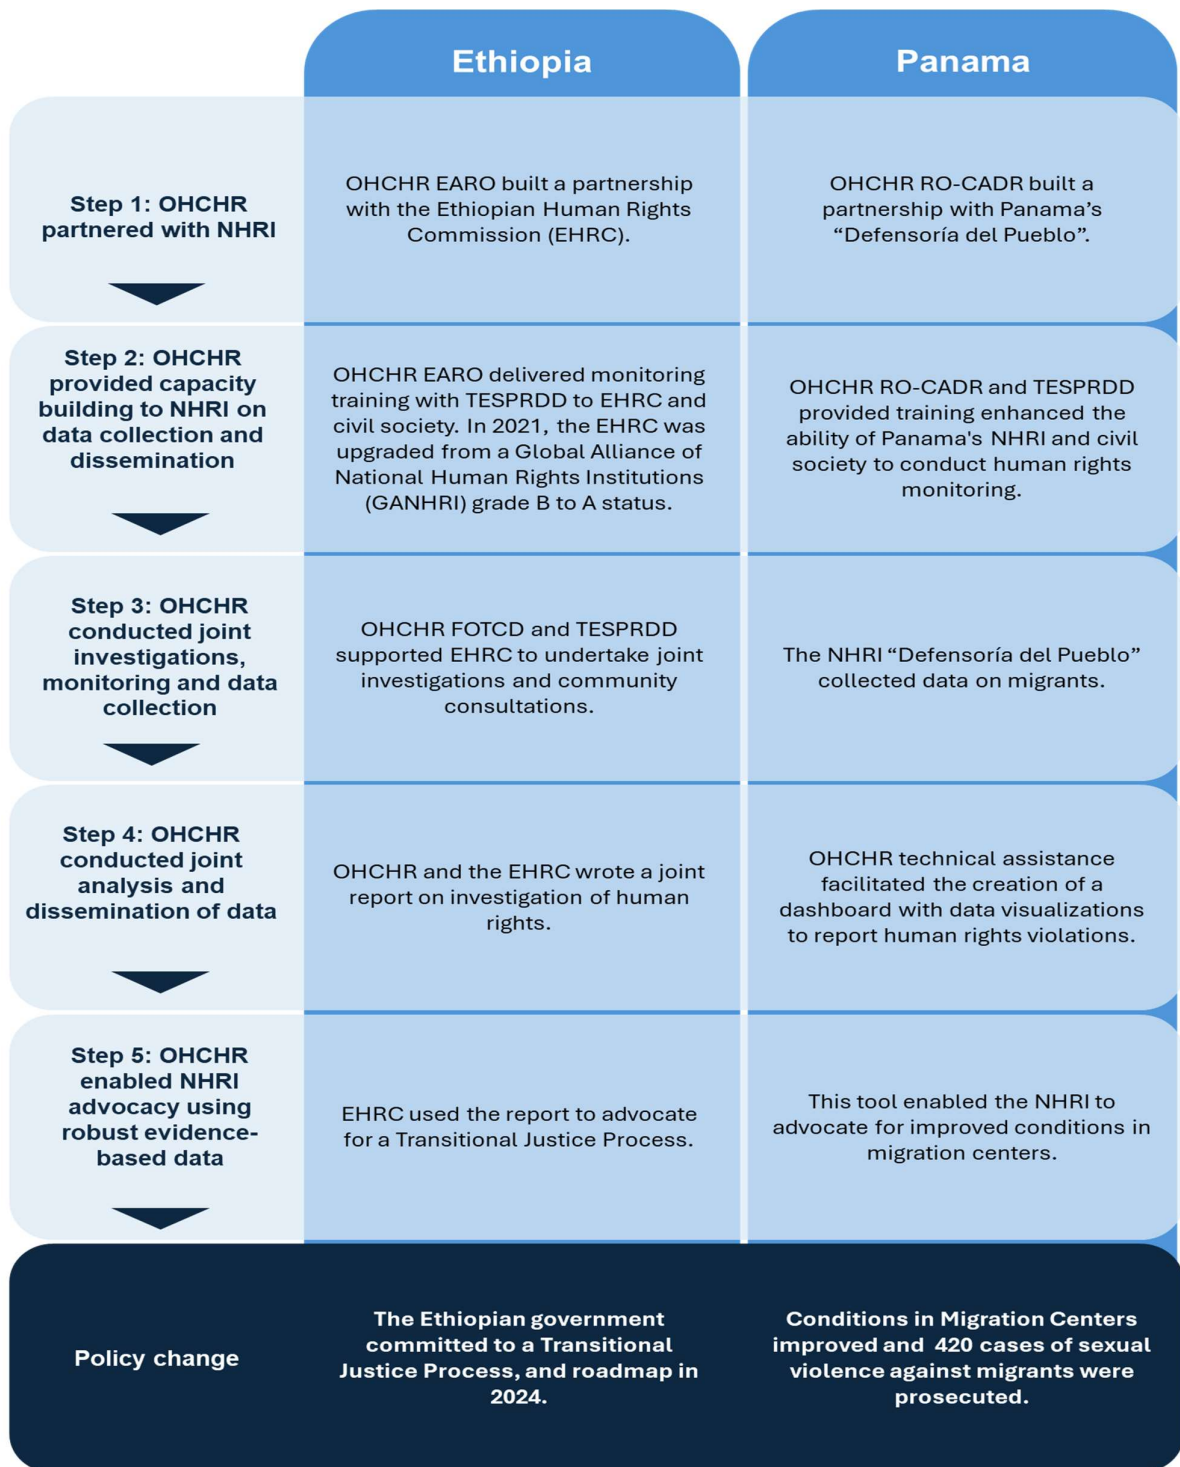 Ethiopia
Panama
Step 1: OHCHR
partnered with NHRI
OHCHR EARO built a partnership
with the Ethiopian Human Rights
Commission (EHRC).
OHCHR RO-CADR built a
partnership with Panama’s
“Defensoría del Pueblo”.
Step 2: OHCHR
provided capacity
building to NHRI on
data collection and
dissemination
OHCHR EARO delivered monitoring
training with TESPRDD to EHRC and
civil society. In 2021, the EHRC was
upgraded from a Global Alliance of
National Human Rights Institutions
(GANHRI) grade B to A status.
OHCHR RO-CADR and TESPRDD
provided training enhanced the
ability of Panama's NHRI and civil
society to conduct human rights
monitoring.
Step 3: OHCHR
conducted joint
investigations,
monitoring and data
collection
OHCHR FOTCD and TESPRDD
supported EHRC to undertake joint
investigations and community
consultations.
The NHRI “Defensoría del Pueblo”
collected data on migrants.
Step 4: OHCHR
conducted joint
analysis and
dissemination of data
OHCHR and the EHRC wrote a joint
report on investigation of human
rights.
OHCHR technical assistance
facilitated the creation of a
dashboard with data visualizations
to report human rights violations.
Step 5: OHCHR
enabled NHRI
advocacy using
robust evidence-
based data
EHRC used the report to advocate
for a Transitional Justice Process.
This tool enabled the NHRI to
advocate for improved conditions in
migration centers.
Policy change
The Ethiopian government
committed to a Transitional
Justice Process, and roadmap in
2024.
Conditions in Migration Centers
improved and 420 cases of sexual
violence against migrants were
prosecuted.